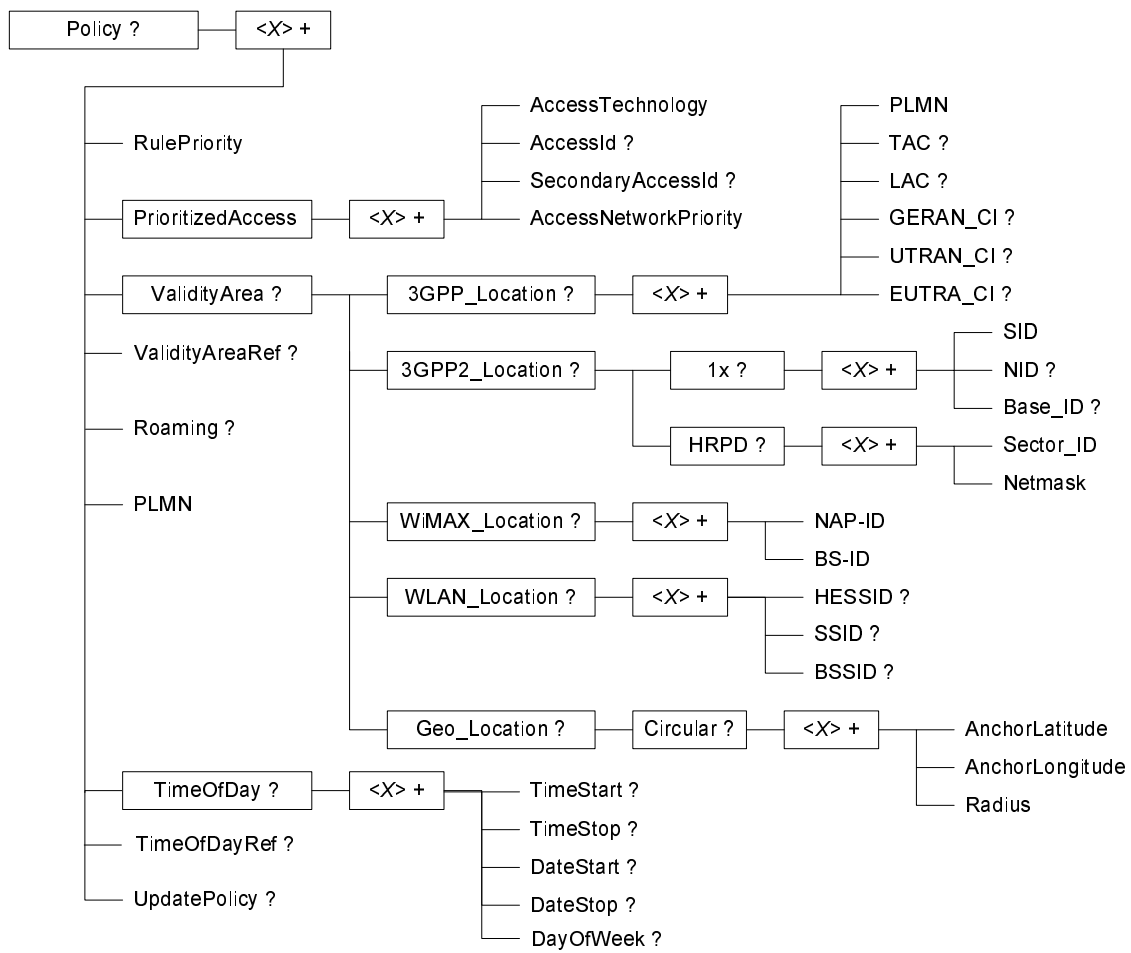 Policy ? <X> +
AccessTechnology PLMN
RulePriority AccessId ? TAC ?
SecondaryAccessId ? LAC ?
PrioritizedAccess <X> + AccessNetworkPriority GERAN_CI ?
UTRAN_CI ?
ValidityArea ? 3GPP_Location ? <X> + EUTRA_CI ?
SID
ValidityAreaRef ?
3GPP2_Location ? 1x ? <X> + NID ?
Base_ID ?
Roaming ?
HRPD ? <X> + Sector_ID
Netmask
PLMN
WiMAX_Location ? <X> + NAP-ID
BS-ID
WLAN_Location ? <X> + HESSID ?
SSID ?
BSSID ?
Geo_Location ? Circular ? <X> + AnchorLatitude
AnchorLongitude
TimeOfDay ? <X> + TimeStart ?
Radius
TimeStop ?
TimeOfDayRef ?
DateStart ?
UpdatePolicy ?
DateStop ?
DayOfWeek ?